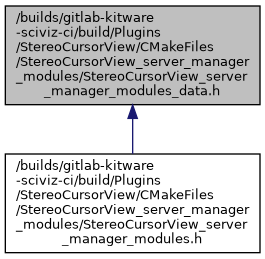 /builds/gitlab-kitware
-sciviz-ci/build/Plugins
/StereoCursorView/CMakeFiles
/StereoCursorView_server_manager
_modules/StereoCursorView_server
_manager_modules_data.h
/builds/gitlab-kitware
-sciviz-ci/build/Plugins
/StereoCursorView/CMakeFiles
/StereoCursorView_server_manager
_modules/StereoCursorView_server
_manager_modules.h